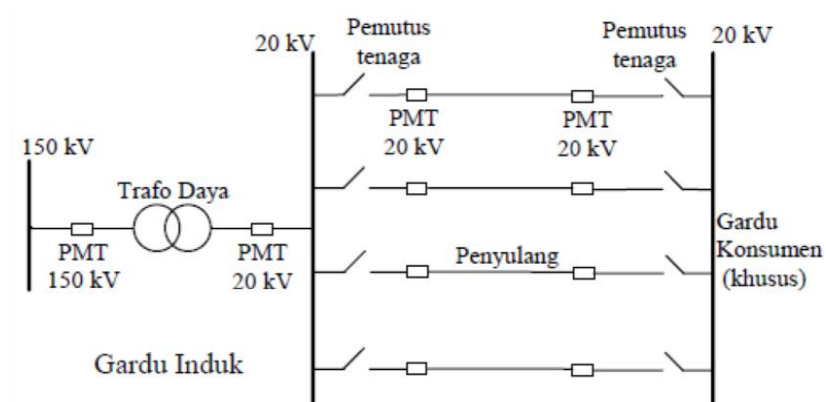 Pemutus
tenaga
20 kV
Pemutus
tenaga
20 kV
PMT
20 kV
PMT
20 kV
150 kV
Trafo Daya
PMT
150 kV
PMT
20 kV
Penyulang
Gardu
Konsumen
(khusus)
Gardu Induk